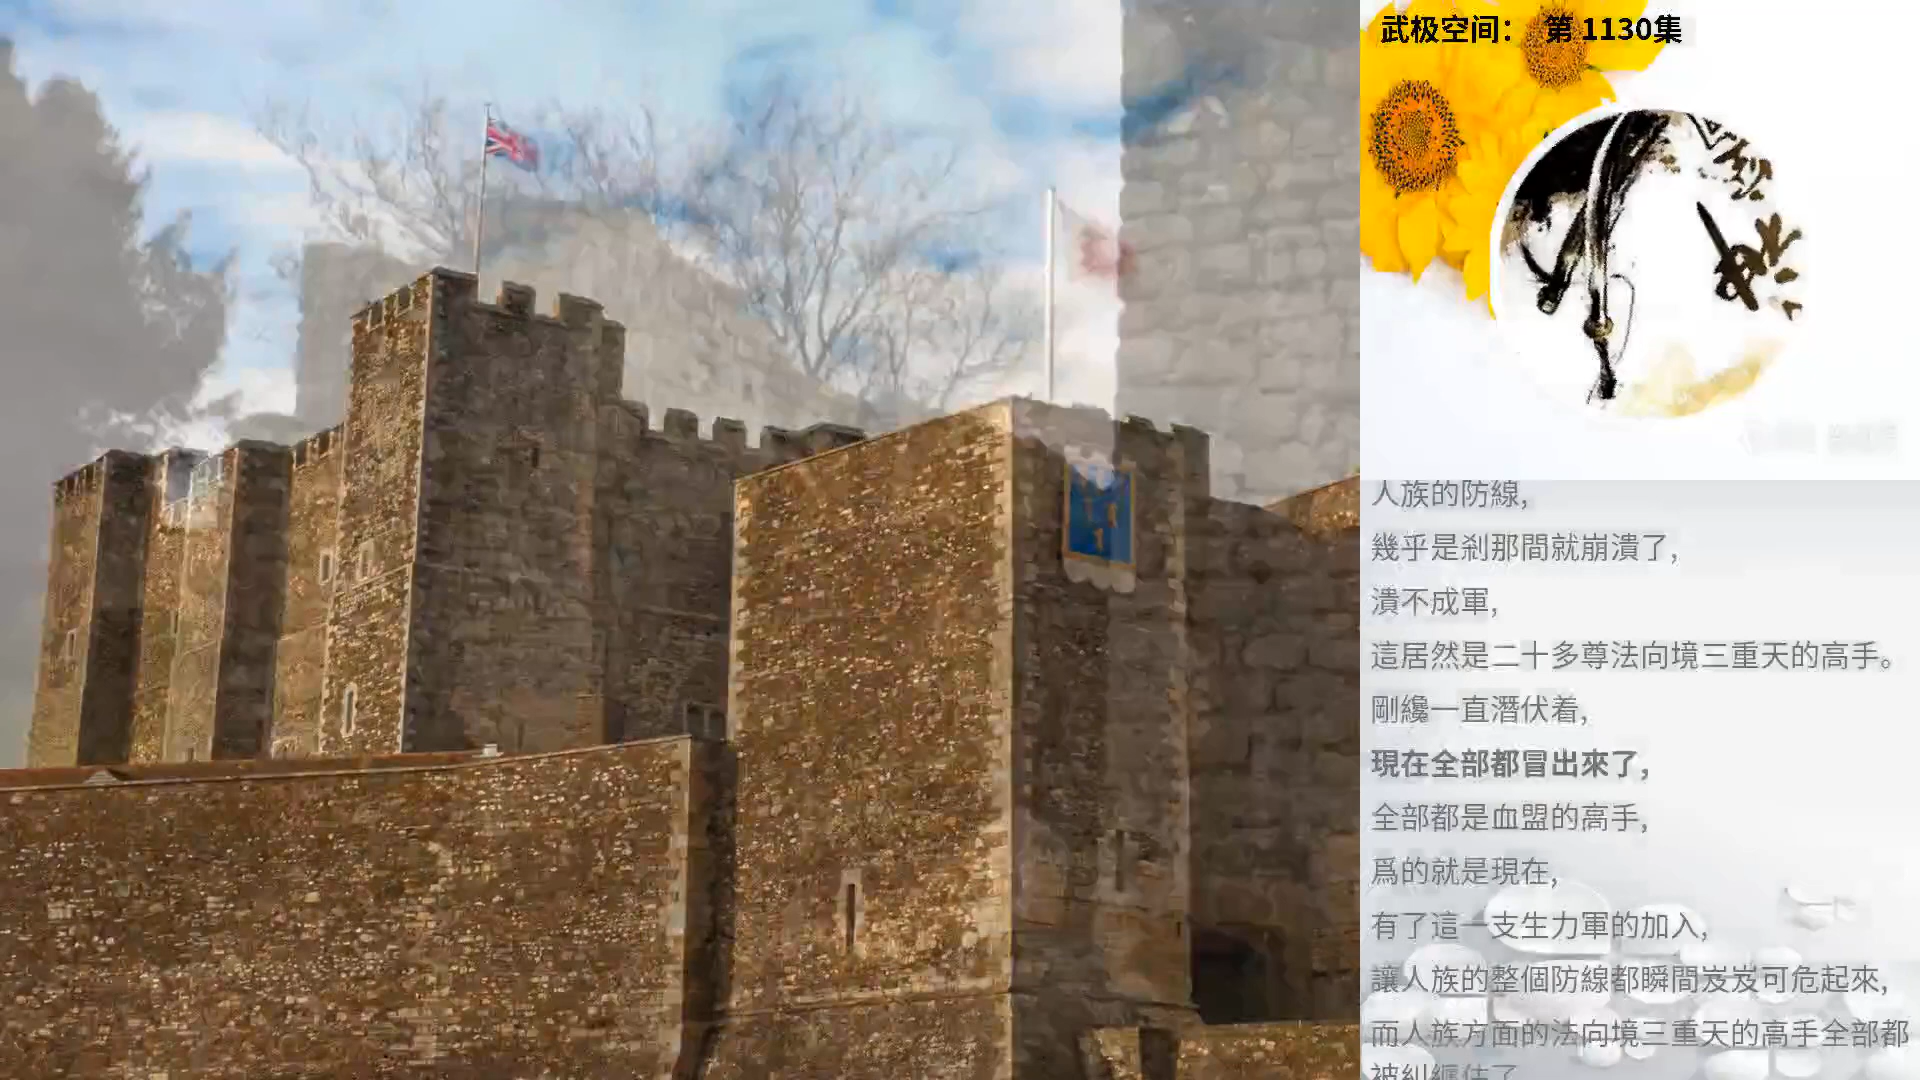 武极空间： 第 1130集
人族的防線,
幾乎是剎那間就崩潰了,
潰不成軍,
這居然是二十多尊法向境三重天的高手。
剛纔一直潛伏着,
現在全部都冒出來了,
全部都是血盟的高手,
爲的就是現在,
有了這一支生力軍的加入,
讓人族的整個防線都瞬間岌岌可危起來,
而人族方面的法向境三重天的高手全部都
被糾纏住了